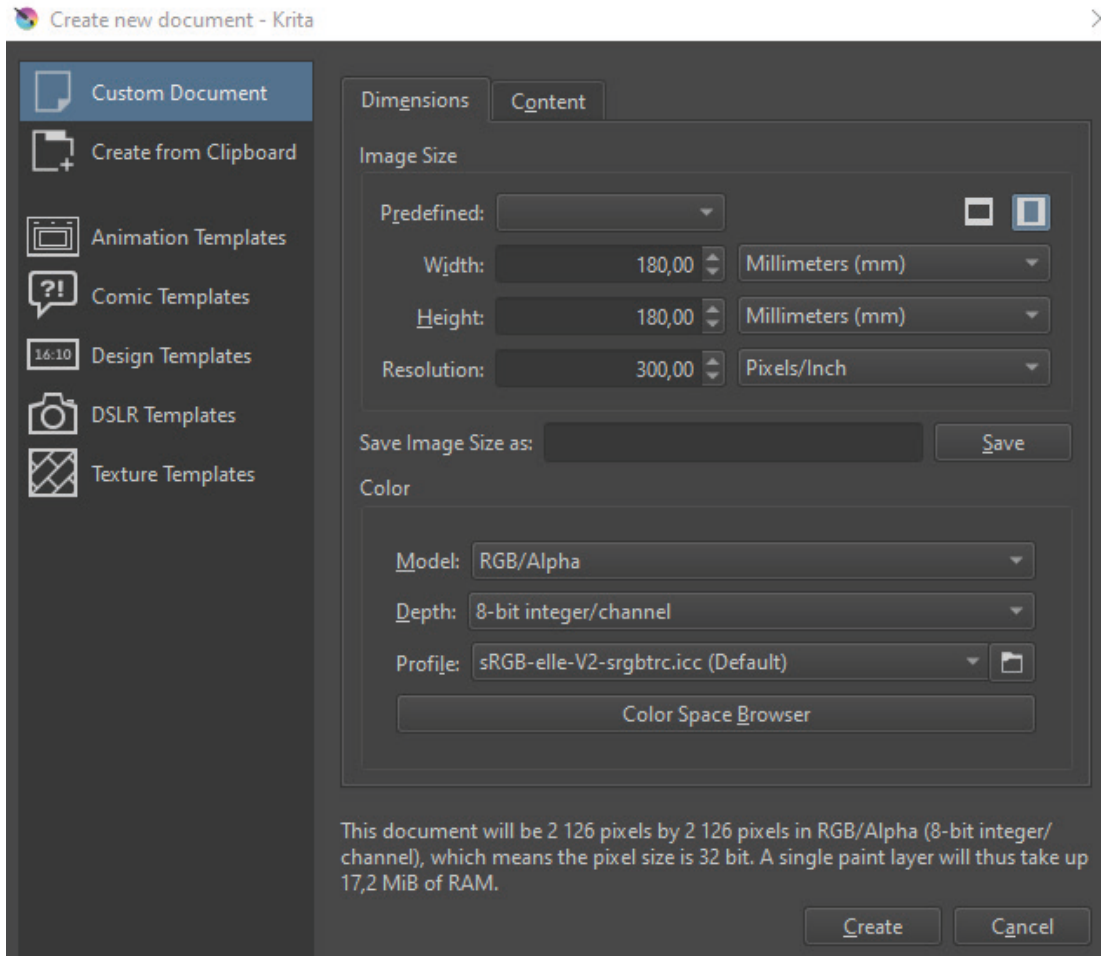 Create new document - Krita
Custom Document
Create from Clipboard
Animation Templates
?!
Comic Templates
16:10
Design Templates
DSLR Templates
Texture Templates
Dimensions
Content
Image Size
Predefined:
Width: 180,00 Millimeters (mm)
Height: 180,00 Millimeters (mm)
Resolution: 300,00 Pixels/Inch
Save Image Size as: Save
Color
Model: RGB/Alpha
Depth: 8-bit integer/channel
Profile: sRGB-elle-V2-srgbtrc.icc (Default)
Color Space Browser
This document will be 2 126 pixels by 2 126 pixels in RGB/Alpha (8-bit integer/
channel), which means the pixel size is 32 bit. A single paint layer will thus take up
17,2 MiB of RAM.
Create
Cancel